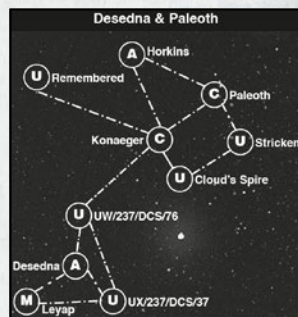 Desedna & Paleoth
A Horkins
U Remembered
C Paleoth
Konaeger C
U Stricken
U Cloud's Spire
U UW/237/DCS/76
Desedna A
M Leyap
U UX/237/DCS/37